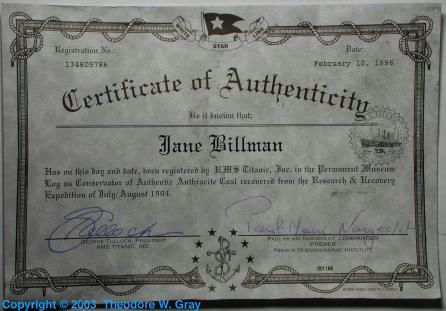 WHITE STAR LINE
Registration No.: Date:
134805786 February 10, 1996
Certificate of Authenticity
Be it known that:
Jane Billman
Has on this day and date, been registered by RMS Titanic, Inc. in the Permanent Museum
Log as Conservator of Authentic Anthracite Coal recovered from the Research & Recovery
Expedition of July/August 1994.
George Tulloch, President
RMS Titanic, Inc.
Paul-Henri Nargeolet, Commander
IFREMER
French Oceanographic Institute
001186
Copyright © 2003 Theodore W. Gray